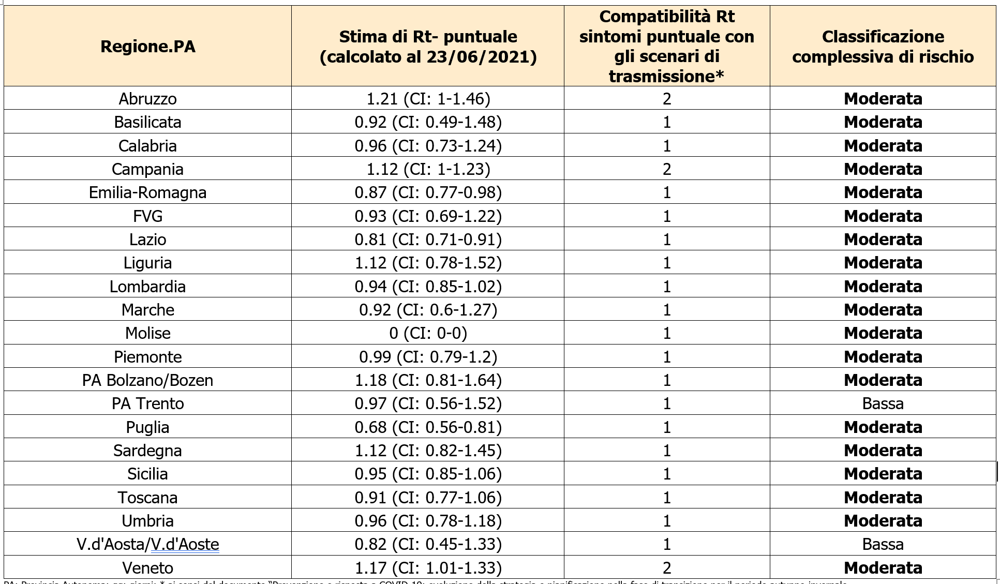 Regione.PA
Stima di Rt- puntuale
(calcolato al 23/06/2021)
Compatibilità Rt
sintomi puntuale con
gli scenari di
trasmissione*
Classificazione
complessiva di rischio
Abruzzo 1.21 (CI: 1-1.46) 2 Moderata
Basilicata 0.92 (CI: 0.49-1.48) 1 Moderata
Calabria 0.96 (CI: 0.73-1.24) 1 Moderata
Campania 1.12 (CI: 1-1.23) 2 Moderata
Emilia-Romagna 0.87 (CI: 0.77-0.98) 1 Moderata
FVG 0.93 (CI: 0.69-1.22) 1 Moderata
Lazio 0.81 (CI: 0.71-0.91) 1 Moderata
Liguria 1.12 (CI: 0.78-1.52) 1 Moderata
Lombardia 0.94 (CI: 0.85-1.02) 1 Moderata
Marche 0.92 (CI: 0.6-1.27) 1 Moderata
Molise 0 (CI: 0-0) 1 Moderata
Piemonte 0.99 (CI: 0.79-1.2) 1 Moderata
PA Bolzano/Bozen 1.18 (CI: 0.81-1.64) 1 Moderata
PA Trento 0.97 (CI: 0.56-1.52) 1 Bassa
Puglia 0.68 (CI: 0.56-0.81) 1 Moderata
Sardegna 1.12 (CI: 0.82-1.45) 1 Moderata
Sicilia 0.95 (CI: 0.85-1.06) 1 Moderata
Toscana 0.91 (CI: 0.77-1.06) 1 Moderata
Umbria 0.96 (CI: 0.78-1.18) 1 Moderata
V.d'Aosta/V.d'Aoste 0.82 (CI: 0.45-1.33) 1 Bassa
Veneto 1.17 (CI: 1.01-1.33) 2 Moderata